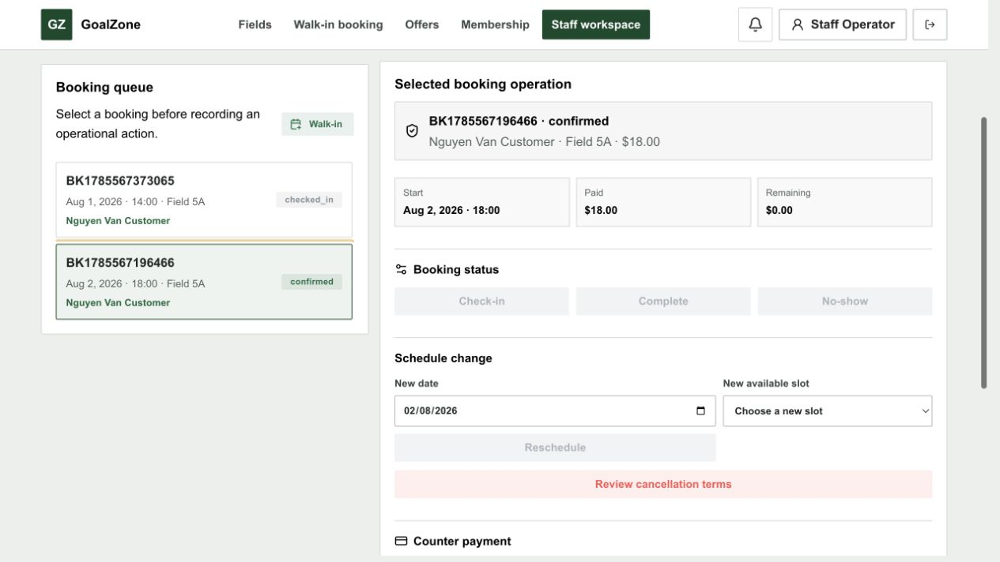 GZ GoalZone Fields Walk-in booking Offers Membership Staff workspace Staff Operator
Booking queue
Select a booking before recording an
operational action.
Walk-in
BK1785567373065
Aug 1, 2026 · 14:00 · Field 5A
checked_in
Nguyen Van Customer
BK1785567196466
Aug 2, 2026 · 18:00 · Field 5A
confirmed
Nguyen Van Customer
Selected booking operation
BK1785567196466 · confirmed
Nguyen Van Customer · Field 5A · $18.00
Start
Aug 2, 2026 · 18:00
Paid
$18.00
Remaining
$0.00
Booking status
Check-in
Complete
No-show
Schedule change
New date
02/08/2026
New available slot
Choose a new slot
Reschedule
Review cancellation terms
Counter payment